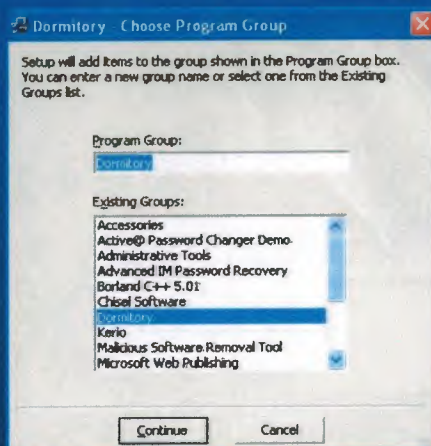 Dormitory - Choose Program Group
Setup will add items to the group shown in the Program Group box.
You can enter a new group name or select one from the Existing
Groups list.
Program Group:
Dormitory
Existing Groups:
Accessories
Active@ Password Changer Demo
Administrative Tools
Advanced IM Password Recovery
Borland C++ 5.01
Chisel Software
Dormitory
Kerio
Malicious Software Removal Tool
Microsoft Web Publishing
Continue
Cancel